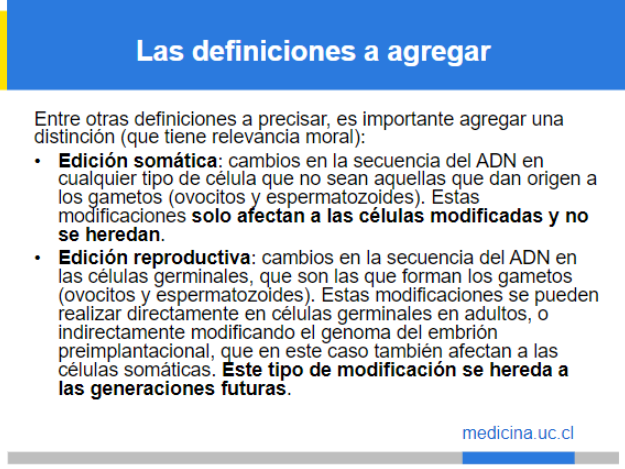 Las definiciones a agregar
Entre otras definiciones a precisar, es importante agregar una
distinción (que tiene relevancia moral):
• Edición somática: cambios en la secuencia del ADN en
cualquier tipo de célula que no sean aquellas que dan origen a
los gametos (ovocitos y espermatozoides). Estas
modificaciones solo afectan a las células modificadas y no
se heredan.
• Edición reproductiva: cambios en la secuencia del ADN en
las células germinales, que son las que forman los gametos
(ovocitos y espermatozoides). Estas modificaciones se pueden
realizar directamente en células germinales en adultos, o
indirectamente modificando el genoma del embrión
preimplantacional, que en este caso también afectan a las
células somáticas. Este tipo de modificación se hereda a
las generaciones futuras.
medicina.uc.cl